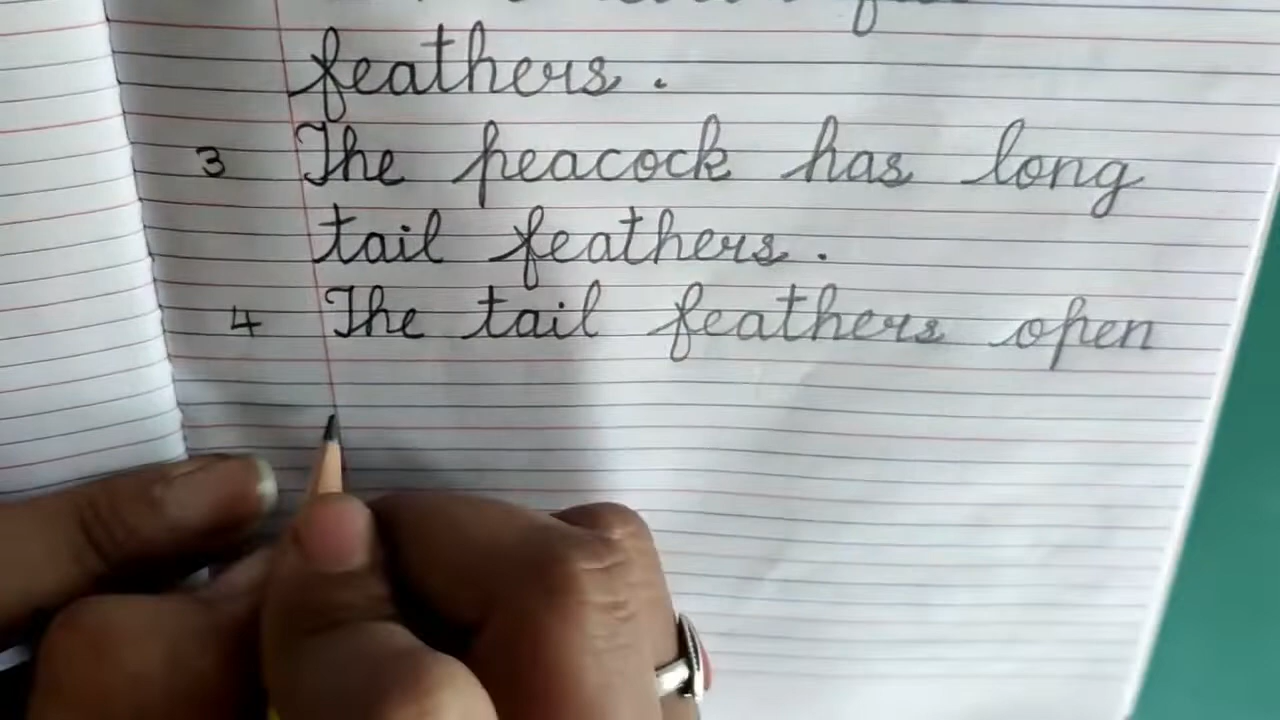 feathers.
3 The peacock has long
tail feathers.
4 The tail feathers open